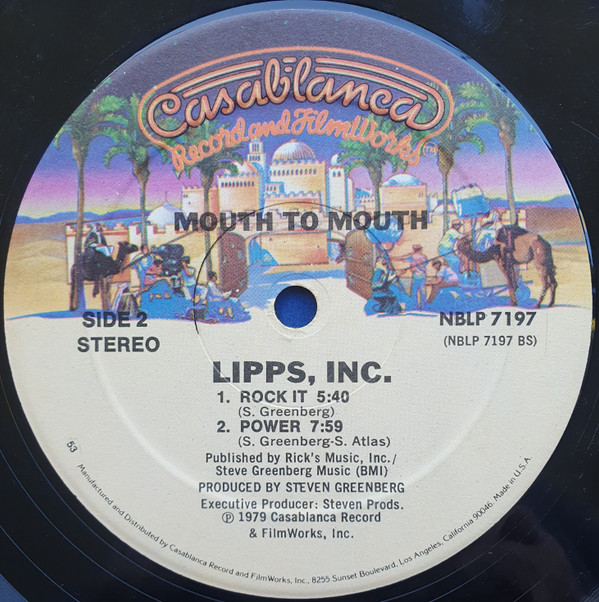 Casablanca
Record and FilmWorks™
MOUTH TO MOUTH
SIDE 2
STEREO
NBLP 7197
(NBLP 7197 BS)
LIPPS, INC.
1. ROCK IT 5:40
(S. Greenberg)
2. POWER 7:59
(S. Greenberg-S. Atlas)
Published by Rick's Music, Inc./
Steve Greenberg Music (BMI)
PRODUCED BY STEVEN GREENBERG
Executive Producer: Steven Prods.
℗ 1979 Casablanca Record
& FilmWorks, Inc.
53
Manufactured and Distributed by Casablanca Record and FilmWorks, Inc., 8255 Sunset Boulevard, Los Angeles, California 90046. Made in U.S.A.